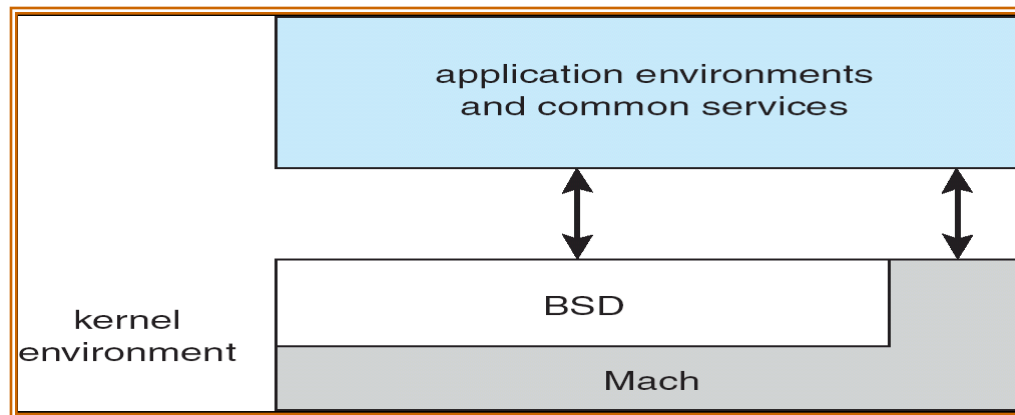 application environments
and common services
BSD
kernel
environment
Mach